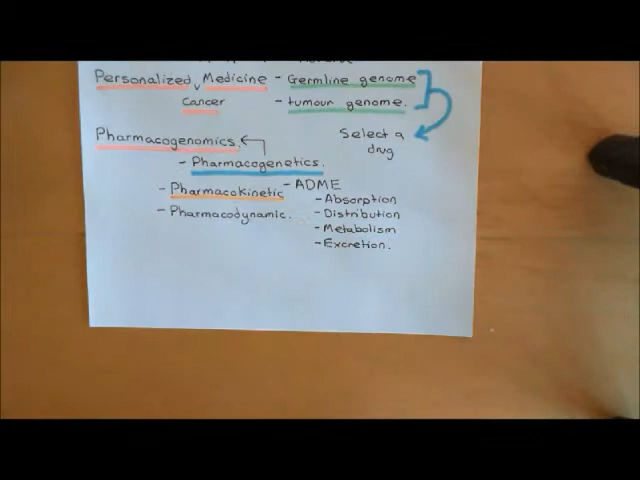 Personalized Medicine - Germline genome
Cancer - tumour genome.
Select a
drug
Pharmacogenomics.
- Pharmacogenetics.
- Pharmacokinetic - ADME
- Absorption
- Pharmacodynamic. - Distribution
- Metabolism
- Excretion.